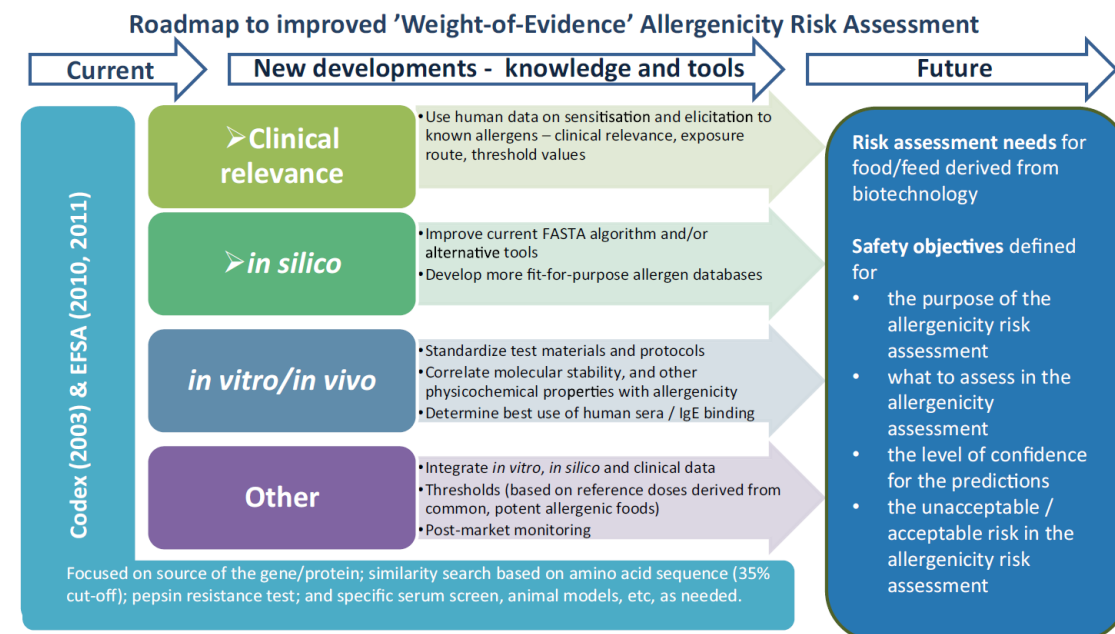 Roadmap to improved ’Weight-of-Evidence’ Allergenicity Risk Assessment
Current
New developments - knowledge and tools
Future
Codex (2003) & EFSA (2010, 2011)
➢Clinical
relevance
•Use human data on sensitisation and elicitation to
known allergens – clinical relevance, exposure
route, threshold values
➢in silico
•Improve current FASTA algorithm and/or
alternative tools
•Develop more fit-for-purpose allergen databases
in vitro/in vivo
•Standardize test materials and protocols
•Correlate molecular stability, and other
physicochemical properties with allergenicity
•Determine best use of human sera / IgE binding
Other
•Integrate in vitro, in silico and clinical data
•Thresholds (based on reference doses derived from
common, potent allergenic foods)
•Post-market monitoring
Focused on source of the gene/protein; similarity search based on amino acid sequence (35%
cut-off); pepsin resistance test; and specific serum screen, animal models, etc, as needed.
Risk assessment needs for
food/feed derived from
biotechnology
Safety objectives defined
for
• the purpose of the
allergenicity risk
assessment
• what to assess in the
allergenicity
assessment
• the level of confidence
for the predictions
• the unacceptable /
acceptable risk in the
allergenicity risk
assessment